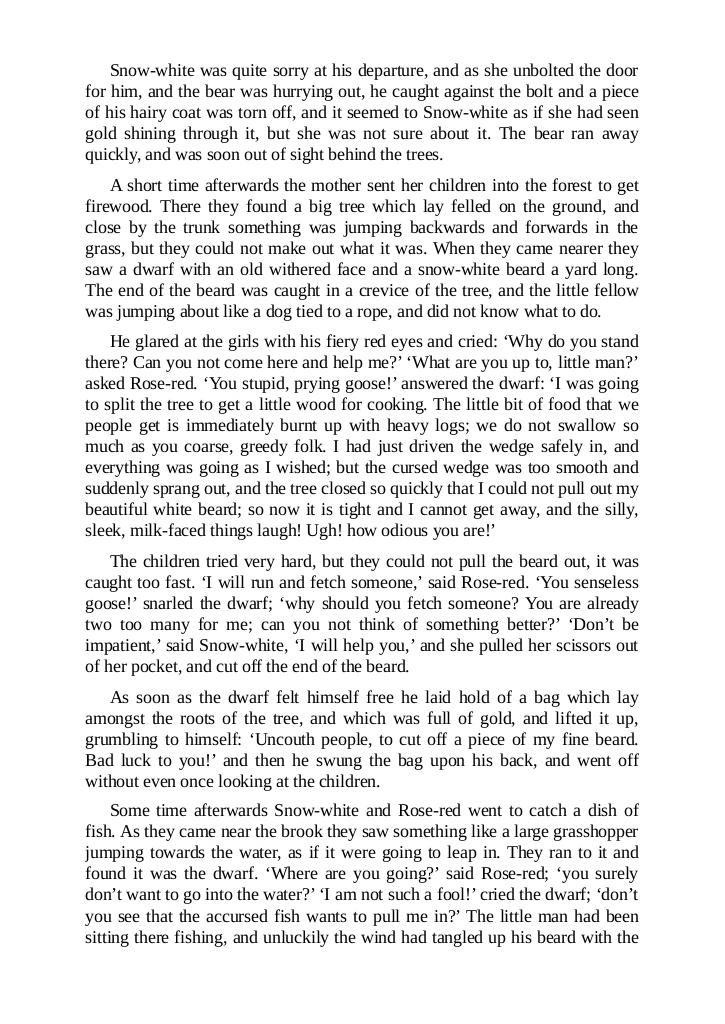 Snow-white was quite sorry at his departure, and as she unbolted the door
for him, and the bear was hurrying out, he caught against the bolt and a piece
of his hairy coat was torn off, and it seemed to Snow-white as if she had seen
gold shining through it, but she was not sure about it. The bear ran away
quickly, and was soon out of sight behind the trees.
A short time afterwards the mother sent her children into the forest to get
firewood. There they found a big tree which lay felled on the ground, and
close by the trunk something was jumping backwards and forwards in the
grass, but they could not make out what it was. When they came nearer they
saw a dwarf with an old withered face and a snow-white beard a yard long.
The end of the beard was caught in a crevice of the tree, and the little fellow
was jumping about like a dog tied to a rope, and did not know what to do.
He glared at the girls with his fiery red eyes and cried: ‘Why do you stand
there? Can you not come here and help me?’ ‘What are you up to, little man?’
asked Rose-red. ‘You stupid, prying goose!’ answered the dwarf: ‘I was going
to split the tree to get a little wood for cooking. The little bit of food that we
people get is immediately burnt up with heavy logs; we do not swallow so
much as you coarse, greedy folk. I had just driven the wedge safely in, and
everything was going as I wished; but the cursed wedge was too smooth and
suddenly sprang out, and the tree closed so quickly that I could not pull out my
beautiful white beard; so now it is tight and I cannot get away, and the silly,
sleek, milk-faced things laugh! Ugh! how odious you are!’
The children tried very hard, but they could not pull the beard out, it was
caught too fast. ‘I will run and fetch someone,’ said Rose-red. ‘You senseless
goose!’ snarled the dwarf; ‘why should you fetch someone? You are already
two too many for me; can you not think of something better?’ ‘Don’t be
impatient,’ said Snow-white, ‘I will help you,’ and she pulled her scissors out
of her pocket, and cut off the end of the beard.
As soon as the dwarf felt himself free he laid hold of a bag which lay
amongst the roots of the tree, and which was full of gold, and lifted it up,
grumbling to himself: ‘Uncouth people, to cut off a piece of my fine beard.
Bad luck to you!’ and then he swung the bag upon his back, and went off
without even once looking at the children.
Some time afterwards Snow-white and Rose-red went to catch a dish of
fish. As they came near the brook they saw something like a large grasshopper
jumping towards the water, as if it were going to leap in. They ran to it and
found it was the dwarf. ‘Where are you going?’ said Rose-red; ‘you surely
don’t want to go into the water?’ ‘I am not such a fool!’ cried the dwarf; ‘don’t
you see that the accursed fish wants to pull me in?’ The little man had been
sitting there fishing, and unluckily the wind had tangled up his beard with the